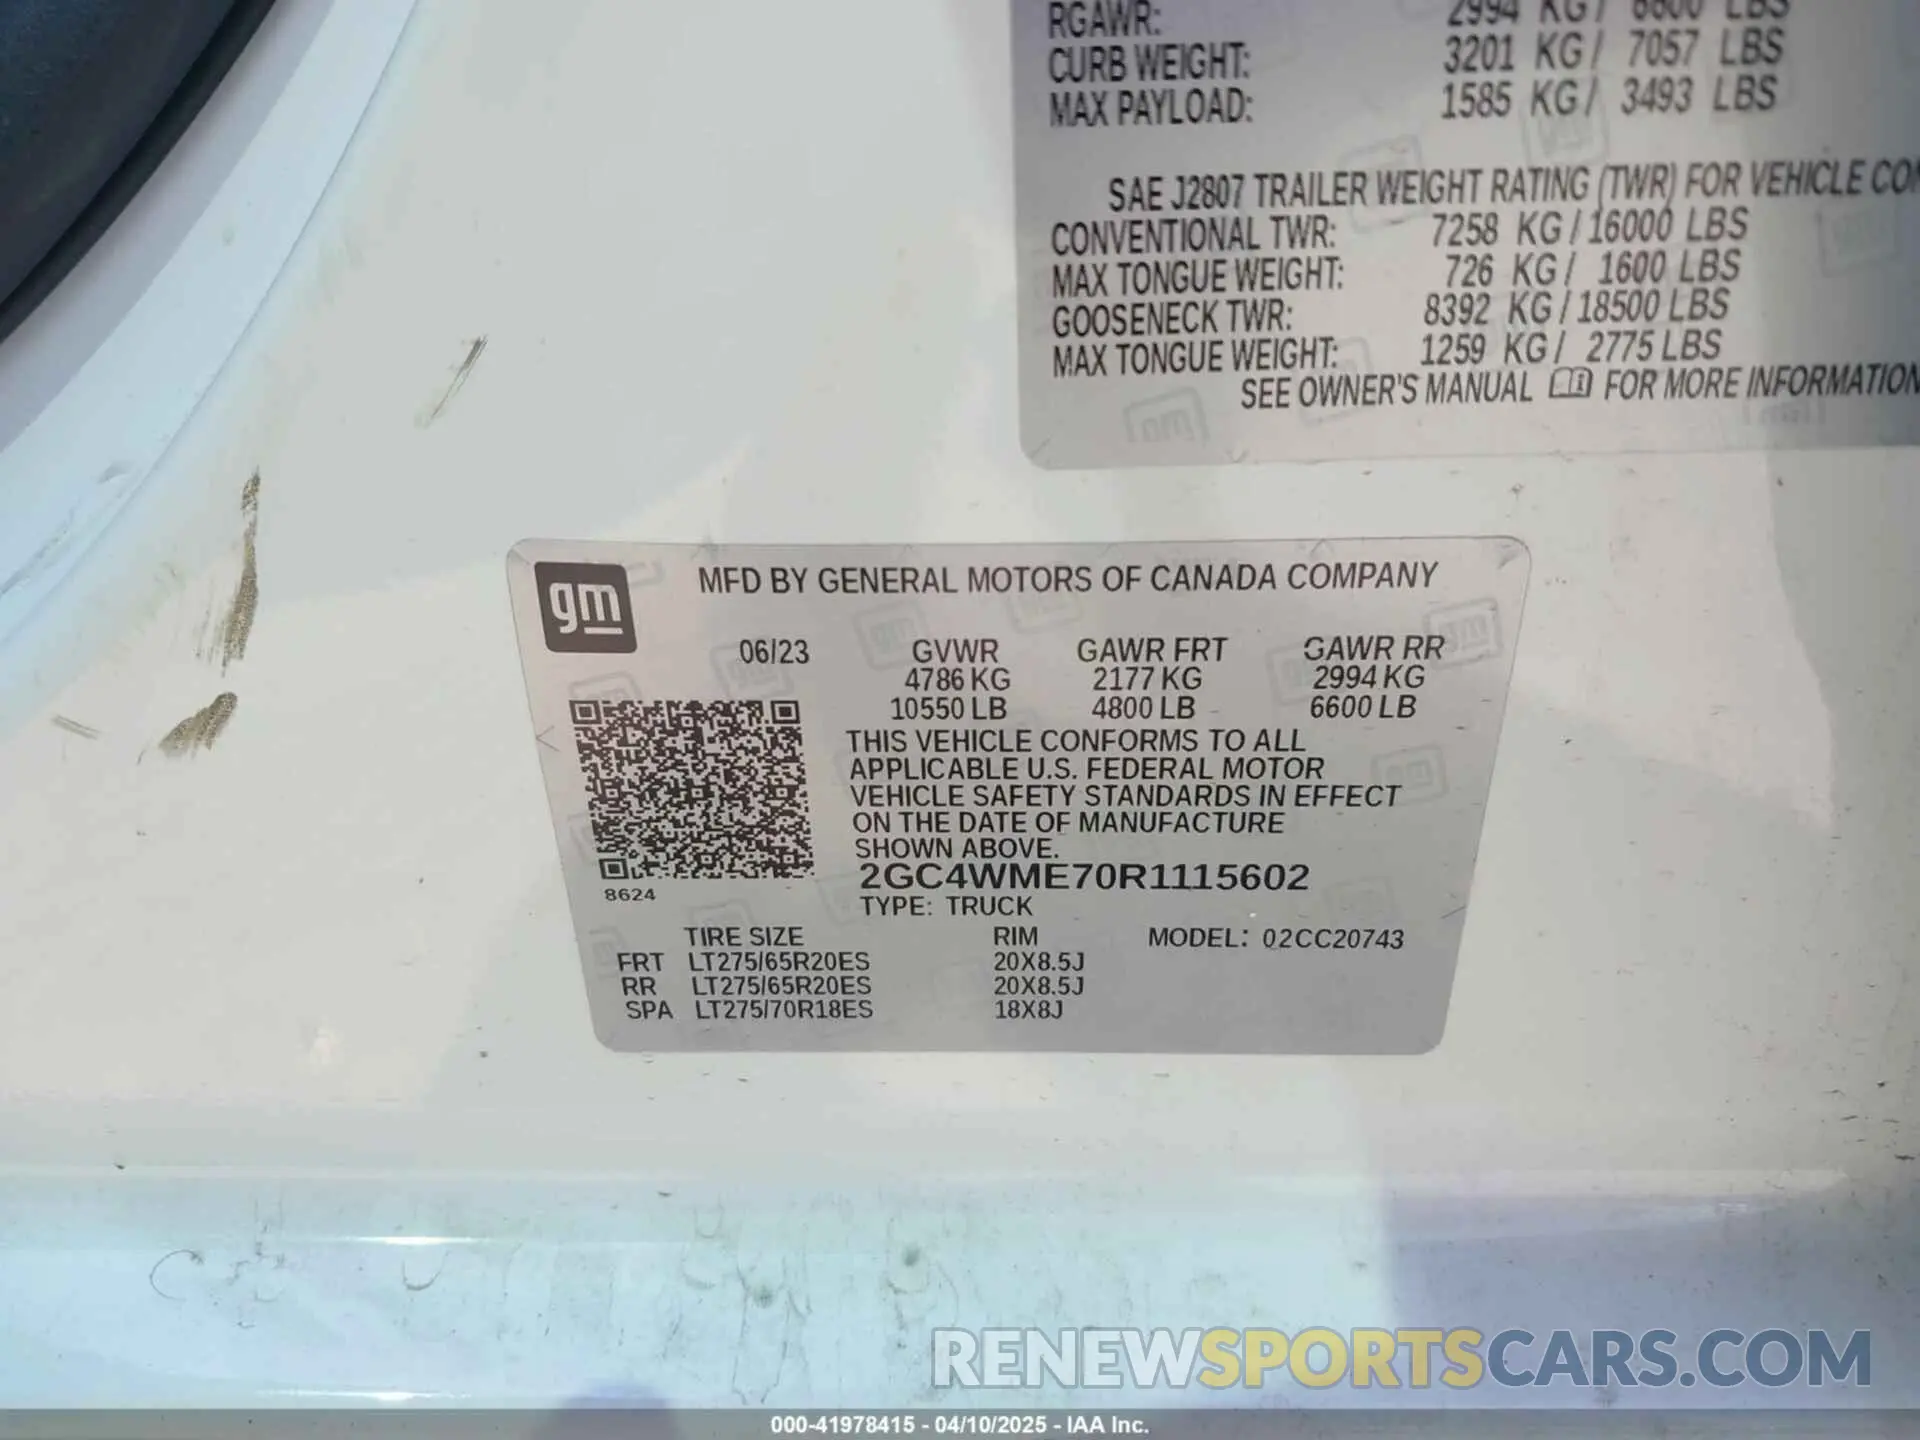 RGAWR: 2994 KG / 6600 LBS
CURB WEIGHT: 3201 KG / 7057 LBS
MAX PAYLOAD: 1585 KG / 3493 LBS
SAE J2807 TRAILER WEIGHT RATING (TWR) FOR VEHICLE
CONVENTIONAL TWR: 7258 KG / 16000 LBS
MAX TONGUE WEIGHT: 726 KG / 1600 LBS
GOOSENECK TWR: 8392 KG / 18500 LBS
MAX TONGUE WEIGHT: 1259 KG / 2775 LBS
SEE OWNER'S MANUAL FOR MORE INFORMATION
gm
MFD BY GENERAL MOTORS OF CANADA COMPANY
06/23 GVWR GAWR FRT GAWR RR
4786 KG 2177 KG 2994 KG
10550 LB 4800 LB 6600 LB
THIS VEHICLE CONFORMS TO ALL
APPLICABLE U.S. FEDERAL MOTOR
VEHICLE SAFETY STANDARDS IN EFFECT
ON THE DATE OF MANUFACTURE
SHOWN ABOVE.
2GC4WME70R1115602
8624
TYPE: TRUCK
TIRE SIZE RIM MODEL: 02CC20743
FRT LT275/65R20ES 20X8.5J
RR LT275/65R20ES 20X8.5J
SPA LT275/70R18ES 18X8J
RENEWSPORTSCARS.COM
000-41978415 - 04/10/2025 - IAA Inc.